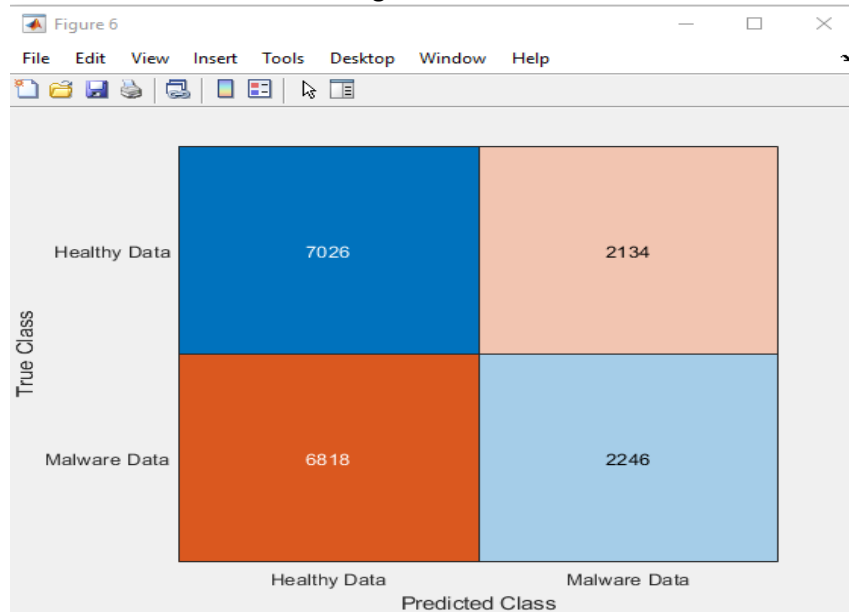 Figure 6
File Edit View Insert Tools Desktop Window Help
Healthy Data 7026 2134
True Class
Malware Data 6818 2246
Healthy Data Malware Data
Predicted Class